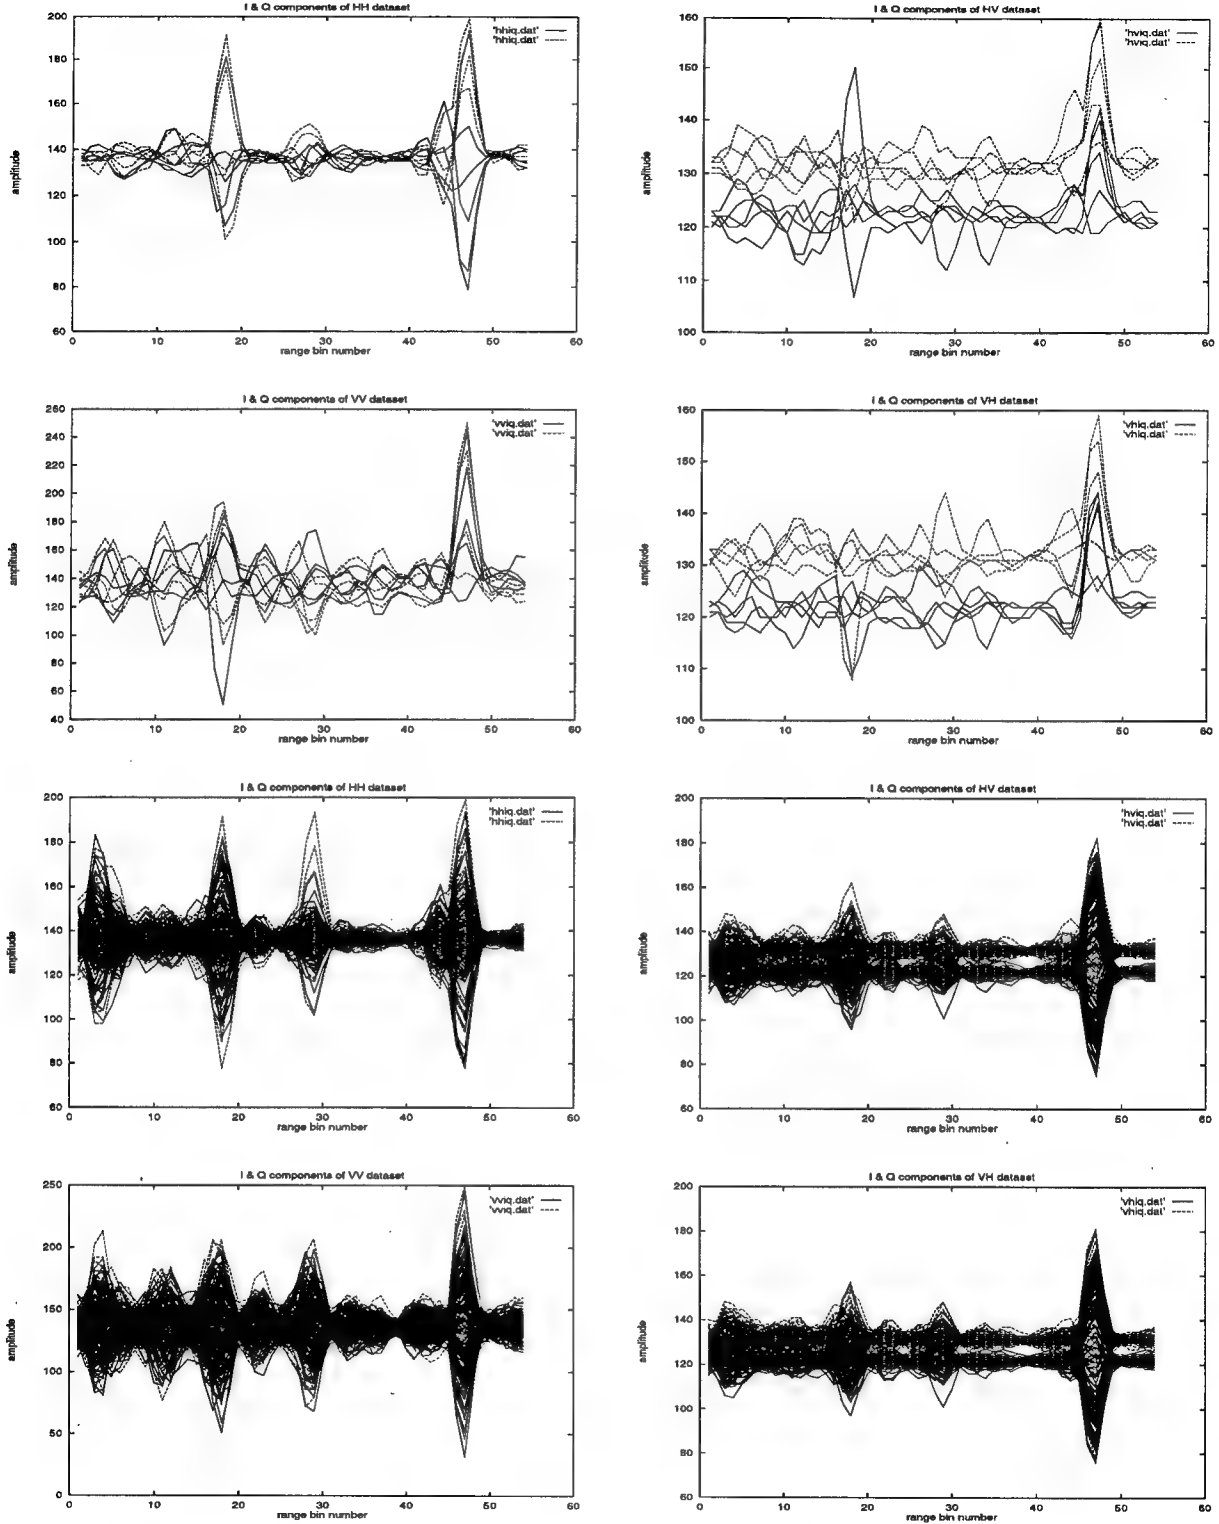 I & Q components of HH dataset
200
180
160
140
120
100
80
60
amplitude
'hhiq.dat'
'hhiq.dat'
0 10 20 30 40 50 60
range bin number
I & Q components of HV dataset
160
150
140
130
120
110
100
amplitude
'hviq.dat'
'hviq.dat'
0 10 20 30 40 50 60
range bin number
I & Q components of VV dataset
260
240
220
200
180
160
140
120
100
80
60
40
amplitude
'vviq.dat'
'vviq.dat'
0 10 20 30 40 50 60
range bin number
I & Q components of VH dataset
160
150
140
130
120
110
100
amplitude
'vhiq.dat'
'vhiq.dat'
0 10 20 30 40 50 60
range bin number
I & Q components of HH dataset
200
180
160
140
120
100
80
60
amplitude
'hhiq.dat'
'hhiq.dat'
0 10 20 30 40 50 60
range bin number
I & Q components of HV dataset
200
180
160
140
120
100
80
60
amplitude
'hviq.dat'
'hviq.dat'
0 10 20 30 40 50 60
range bin number
I & Q components of VV dataset
250
200
150
100
50
0
amplitude
'vviq.dat'
'vviq.dat'
0 10 20 30 40 50 60
range bin number
I & Q components of VH dataset
200
180
160
140
120
100
80
60
amplitude
'vhiq.dat'
'vhiq.dat'
0 10 20 30 40 50 60
range bin number